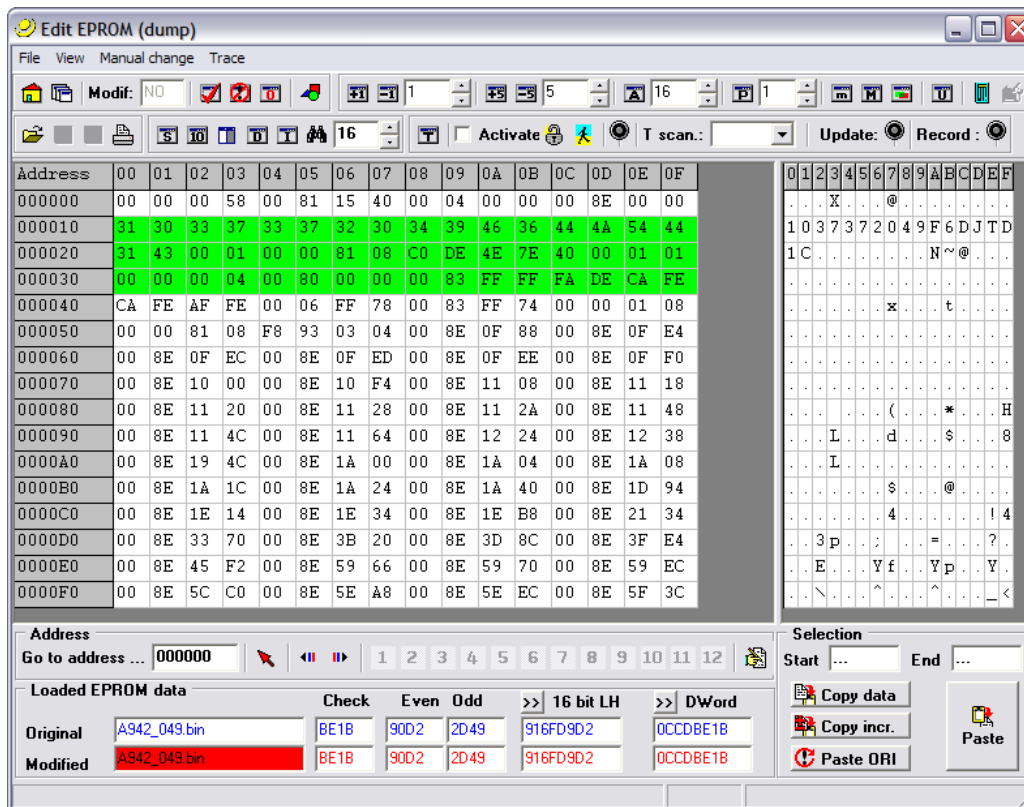 Edit EPROM (dump)
File View Manual change Trace
Modif: NO 0 +1 -1 1 +5 -5 5 A 16 P 1 m M U
S 10 D I 16 T Activate T scan.: Update: Record :
Address 00 01 02 03 04 05 06 07 08 09 0A 0B 0C 0D 0E 0F 0 1 2 3 4 5 6 7 8 9 A B C D E F
000000 00 00 00 58 00 81 15 40 00 04 00 00 00 8E 00 00 . . . X . . . @ . . . . . . . .
000010 31 30 33 37 33 37 32 30 34 39 46 36 44 4A 54 44 1 0 3 7 3 7 2 0 4 9 F 6 D J T D
000020 31 43 00 01 00 00 81 08 C0 DE 4E 7E 40 00 01 01 1 C . . . . . . . . N ~ @ . . .
000030 00 00 00 04 00 80 00 00 00 83 FF FF FA DE CA FE . . . . . . . . . . . . . . . .
000040 CA FE AF FE 00 06 FF 78 00 83 FF 74 00 00 01 08 . . . . . . . x . . . t . . . .
000050 00 00 81 08 F8 93 03 04 00 8E 0F 88 00 8E 0F E4 . . . . . . . . . . . . . . . .
000060 00 8E 0F EC 00 8E 0F ED 00 8E 0F EE 00 8E 0F F0 . . . . . . . . . . . . . . . .
000070 00 8E 10 00 00 8E 10 F4 00 8E 11 08 00 8E 11 18 . . . . . . . . . . . . . . . .
000080 00 8E 11 20 00 8E 11 28 00 8E 11 2A 00 8E 11 48 . . . . . . . ( . . . * . . . H
000090 00 8E 11 4C 00 8E 11 64 00 8E 12 24 00 8E 12 38 . . . L . . . d . . . $ . . . 8
0000A0 00 8E 19 4C 00 8E 1A 00 00 8E 1A 04 00 8E 1A 08 . . . L . . . . . . . . . . . .
0000B0 00 8E 1A 1C 00 8E 1A 24 00 8E 1A 40 00 8E 1D 94 . . . . . . . $ . . . @ . . . .
0000C0 00 8E 1E 14 00 8E 1E 34 00 8E 1E B8 00 8E 21 34 . . . . . . . 4 . . . . . . ! 4
0000D0 00 8E 33 70 00 8E 3B 20 00 8E 3D 8C 00 8E 3F E4 . . 3 p . . ; . . . = . . . ? .
0000E0 00 8E 45 F2 00 8E 59 66 00 8E 59 70 00 8E 59 EC . . E . . . Y f . . Y p . . Y .
0000F0 00 8E 5C C0 00 8E 5E A8 00 8E 5E EC 00 8E 5F 3C . . \ . . . ^ . . . ^ . . . _ <
Address
Go to address ... 000000 1 2 3 4 5 6 7 8 9 10 11 12
Selection
Start ... End ...
Loaded EPROM data Check Even Odd >> 16 bit LH >> DWord
Original A942_049.bin BE1B 90D2 2D49 916FD9D2 0CCDBE1B
Modified A942_049.bin BE1B 90D2 2D49 916FD9D2 0CCDBE1B
Copy data
Copy incr.
Paste ORI
Paste